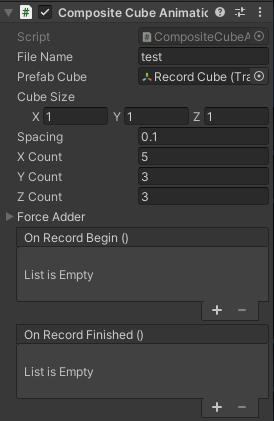 Composite Cube Animatic
Script CompositeCubeA
File Name test
Prefab Cube Record Cube (Tra
Cube Size
X 1 Y 1 Z 1
Spacing 0.1
X Count 5
Y Count 3
Z Count 3
Force Adder
On Record Begin ()
List is Empty
+ −
On Record Finished ()
List is Empty
+ −